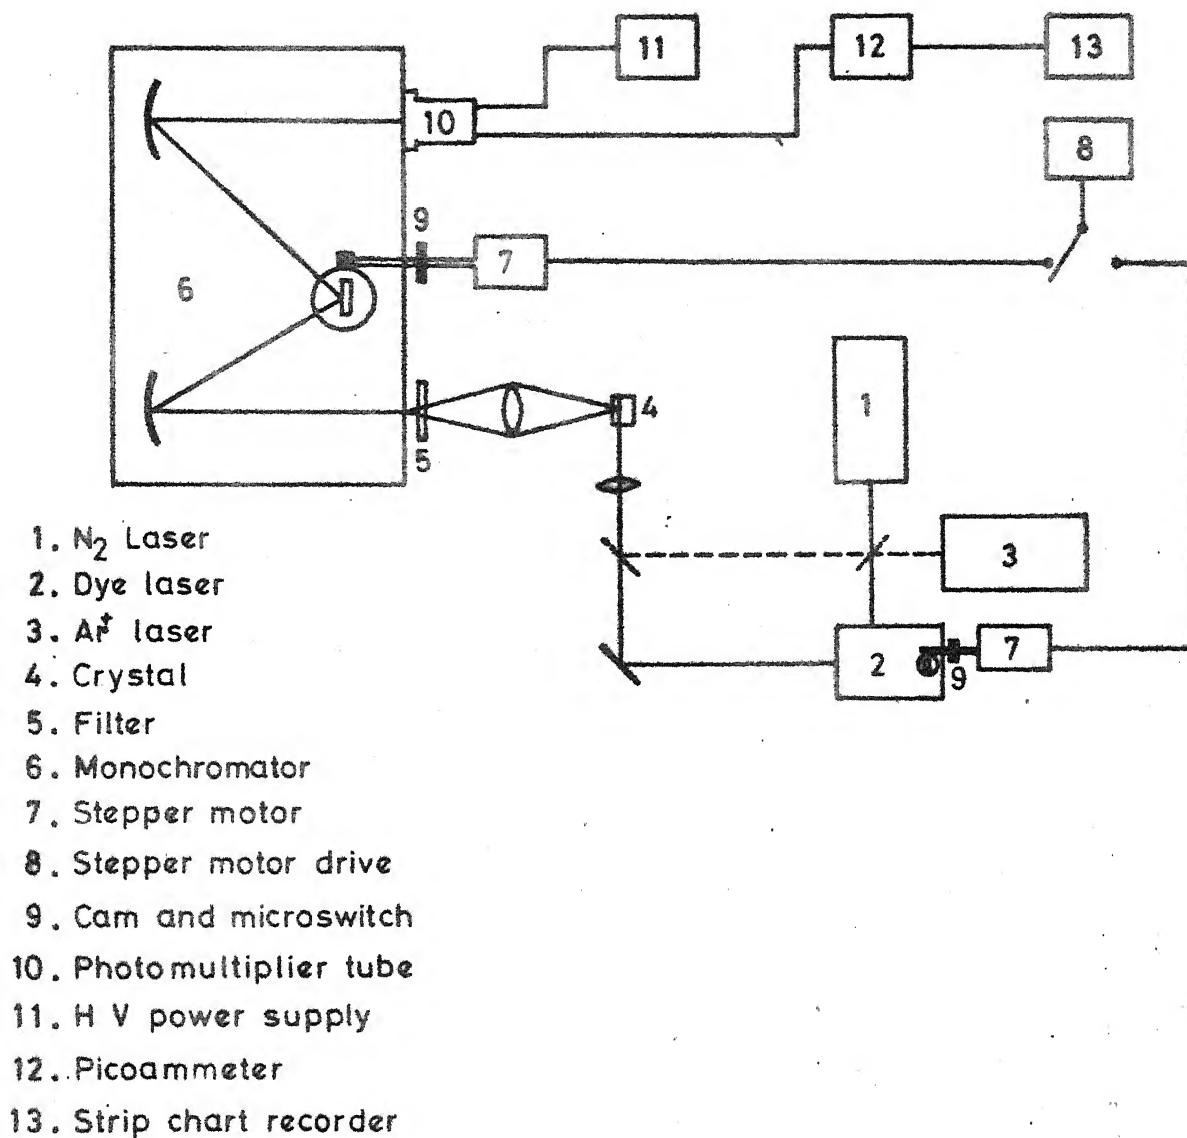 11
12
13
10
8
9
7
6
1
4
5
3
2
9
7
1. N₂ Laser
2. Dye laser
3. Ar⁺ laser
4. Crystal
5. Filter
6. Monochromator
7. Stepper motor
8. Stepper motor drive
9. Cam and microswitch
10. Photomultiplier tube
11. H V power supply
12. Picoammeter
13. Strip chart recorder